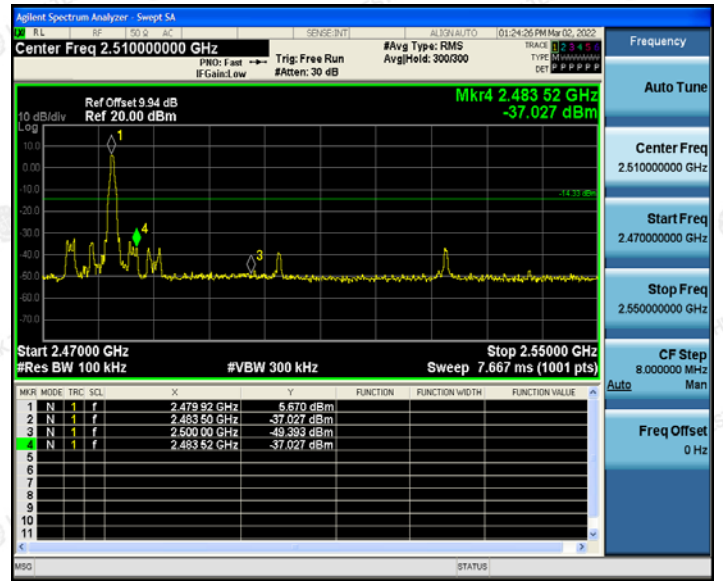 Agilent Spectrum Analyzer - Swept SA
RL RF 50 Ω AC SENSE:INT ALIGNAUTO 01:24:26 PM Mar 02, 2022
Center Freq 2.510000000 GHz #Avg Type: RMS TRACE 1 2 3 4 5 6
PNO: Fast Trig: Free Run Avg|Hold: 300/300 TYPE M
IFGain:Low #Atten: 30 dB DET P P P P P P
Ref Offset 9.94 dB Mkr4 2.483 52 GHz
10 dB/div Ref 20.00 dBm -37.027 dBm
Log
1
10.0
0.00
-10.0
-14.33 dBm
-20.0
4
-30.0
-40.0
3
-50.0
-60.0
-70.0
Start 2.47000 GHz Stop 2.55000 GHz
#Res BW 100 kHz #VBW 300 kHz Sweep 7.667 ms (1001 pts)
MKR MODE TRC SCL X Y FUNCTION FUNCTION WIDTH FUNCTION VALUE
1 N 1 f 2.479 92 GHz 5.670 dBm
2 N 1 f 2.483 50 GHz -37.027 dBm
3 N 1 f 2.500 00 GHz -49.393 dBm
4 N 1 f 2.483 52 GHz -37.027 dBm
5
6
7
8
9
10
11
MSG STATUS
Frequency
Auto Tune
Center Freq
2.510000000 GHz
Start Freq
2.470000000 GHz
Stop Freq
2.550000000 GHz
CF Step
8.000000 MHz
Auto Man
Freq Offset
0 Hz